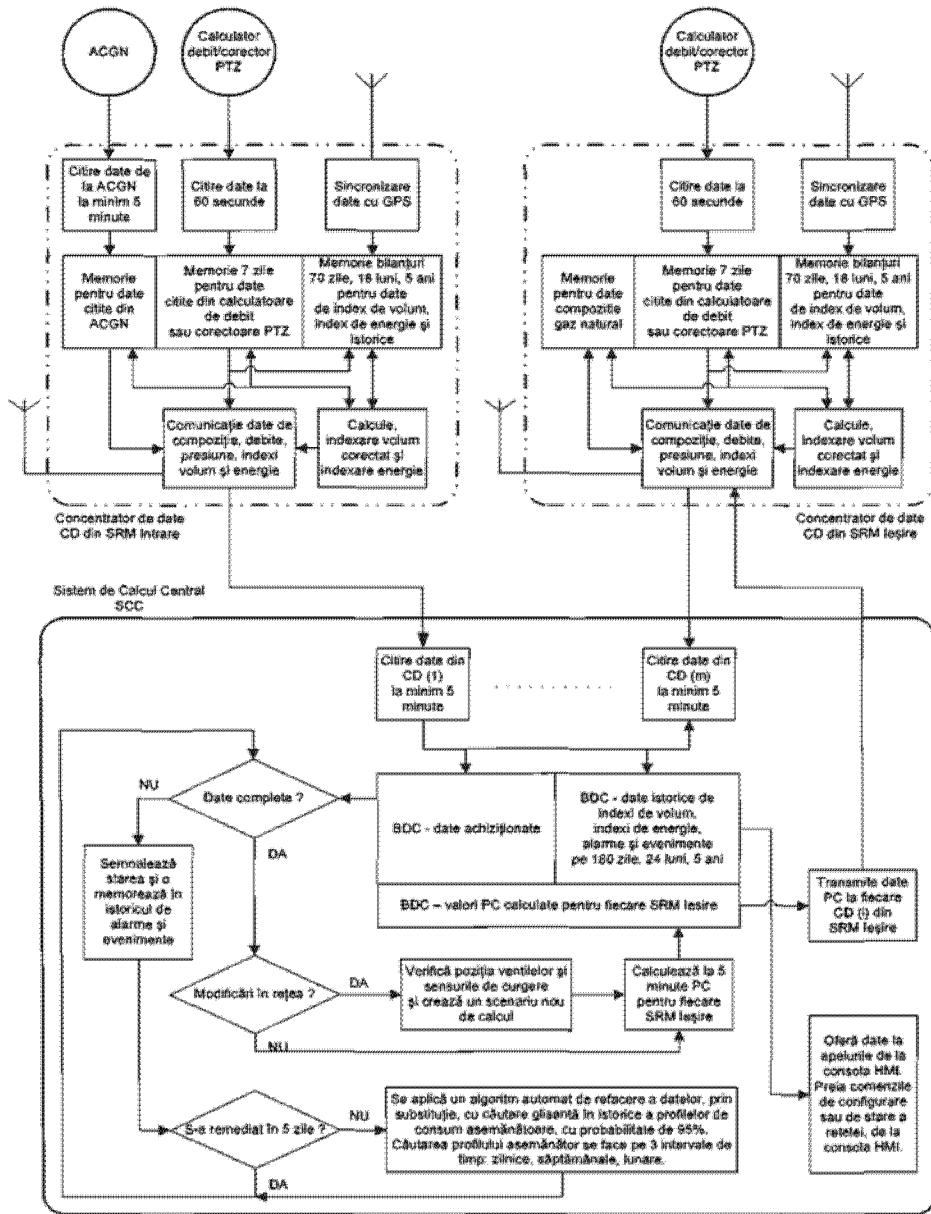 ACGN
Calculator
debit/corector
PTZ
Calculator
debit/corector
PTZ
Citire date de
la ACGN
la minim 5
minute
Citire date la
60 secunde
Sincronizare
date cu GPS
Citire date la
60 secunde
Sincronizare
date cu GPS
Memorie
pentru date
citite din
ACGN
Memorie 7 zile
pentru date
citite din calculatoare
de debit
sau corectoare PTZ
Memorie bilanțuri
70 zile, 18 luni, 5 ani
pentru date
de index de volum,
index de energie și
istorice
Memorie
pentru date
compozitie
gaz natural
Memorie 7 zile
pentru date
citite din calculatoare
de debit
sau corectoare PTZ
Memorie bilanțuri
70 zile, 18 luni, 5 ani
pentru date
de index de volum,
index de energie și
istorice
Comunicație date de
compoziție, debite,
presiune, indexi
volum și energie
Calcule,
indexare volum
corectat și
indexare energie
Comunicație date de
compoziție, debite,
presiune, indexi
volum și energie
Calcule,
indexare volum
corectat și
indexare energie
Concentrator de date
CD din SRM Intrare
Concentrator de date
CD din SRM Ieșire
Sistem de Calcul Central
SCC
Citire date din
CD (1)
la minim 5
minute
Citire date din
CD (m)
la minim 5
minute
NU
Date complete ?
DA
BDC - date achiziționate
BDC - date istorice de
indexi de volum,
indexi de energie,
alarme și evenimente
pe 180 zile, 24 luni, 5 ani
BDC – valori PC calculate pentru fiecare SRM Iesire
Transmite date
PC la fiecare
CD (i) din
SRM Ieșire
Semnalează
starea și o
memorează în
istoricul de
alarme și
evenimente
Modificări în rețea ?
DA
NU
Verifică poziția ventilelor și
sensurile de curgere
și crează un scenariu nou
de calcul
Calculează la 5
minute PC
pentru fiecare
SRM Ieșire
Oferă date la
apelurile de la
consola HMI.
Preia comenzile
de configurare
sau de stare a
retelei, de la
consola HMI.
S-a remediat în 5 zile ?
NU
DA
Se aplică un algoritm automat de refacere a datelor, prin
substituție, cu căutare glisantă în istorice a profilelor de
consum asemănătoare, cu probabilitate de 95%.
Căutarea profilului asemănător se face pe 3 intervale de
timp: zilnice, săptămânale, lunare.